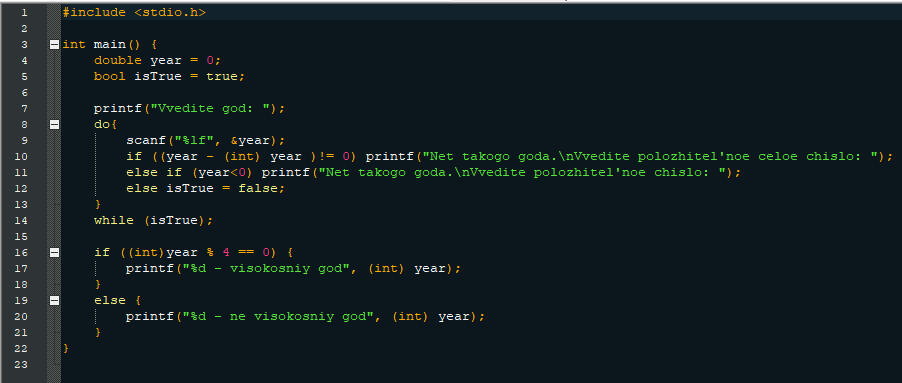 1 #include <stdio.h>
2
3 int main() {
4 double year = 0;
5 bool isTrue = true;
6
7 printf("Vvedite god: ");
8 do{
9 scanf("%lf", &year);
10 if ((year - (int) year )!= 0) printf("Net takogo goda.\nVvedite polozhitel'noe celoe chislo: ");
11 else if (year<0) printf("Net takogo goda.\nVvedite polozhitel'noe chislo: ");
12 else isTrue = false;
13 }
14 while (isTrue);
15
16 if ((int)year % 4 == 0) {
17 printf("%d - visokosniy god", (int) year);
18 }
19 else {
20 printf("%d - ne visokosniy god", (int) year);
21 }
22 }
23